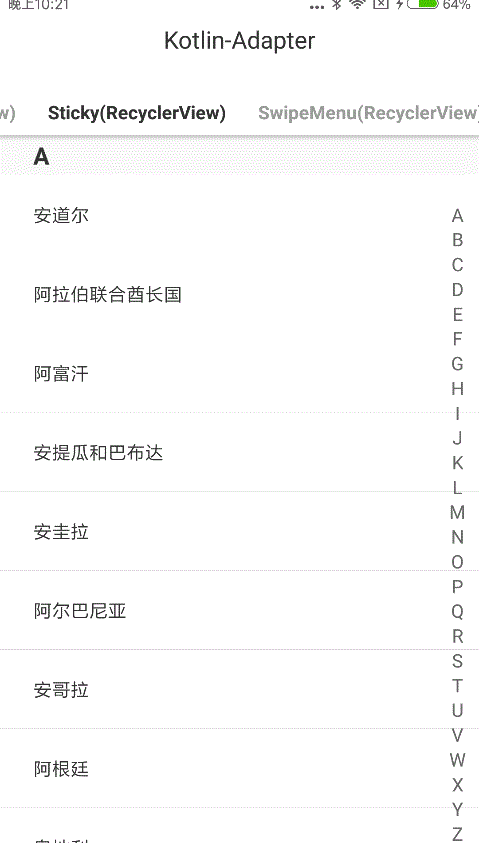 晚上10:21
64%
Kotlin-Adapter
w)
Sticky(RecyclerView)
SwipeMenu(RecyclerView)
A
安道尔
阿拉伯联合酋长国
阿富汗
安提瓜和巴布达
安圭拉
阿尔巴尼亚
安哥拉
阿根廷
A
B
C
D
E
F
G
H
I
J
K
L
M
N
O
P
Q
R
S
T
U
V
W
X
Y
Z